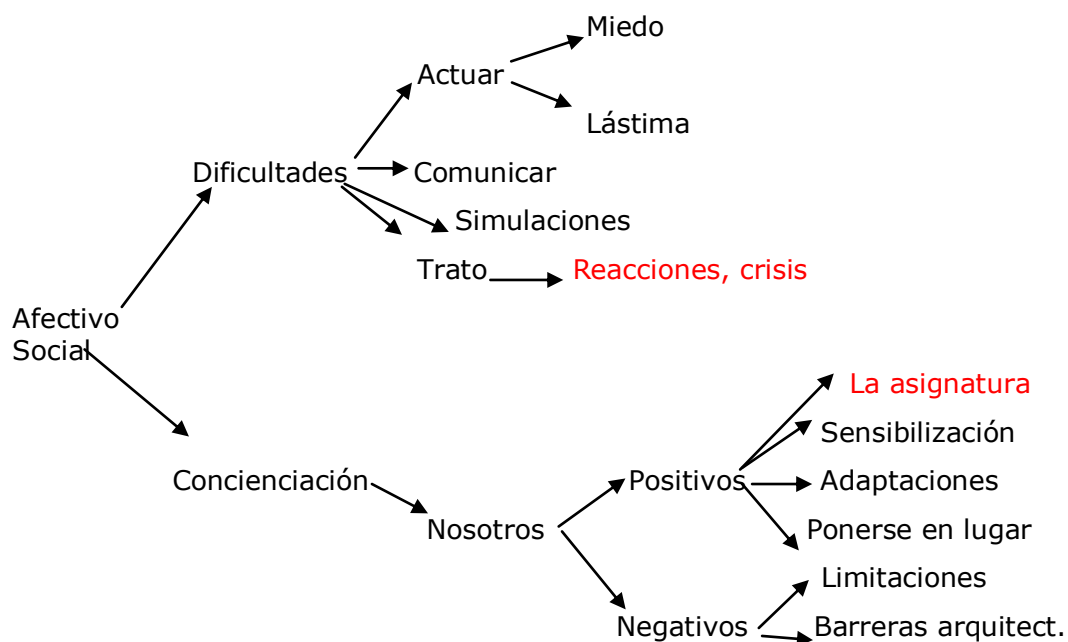 Miedo
Actuar
Lástima
Dificultades
Comunicar
Simulaciones
Trato
Reacciones, crisis
Afectivo
Social
La asignatura
Sensibilización
Concienciación
Positivos
Adaptaciones
Nosotros
Ponerse en lugar
Limitaciones
Negativos
Barreras arquitect.